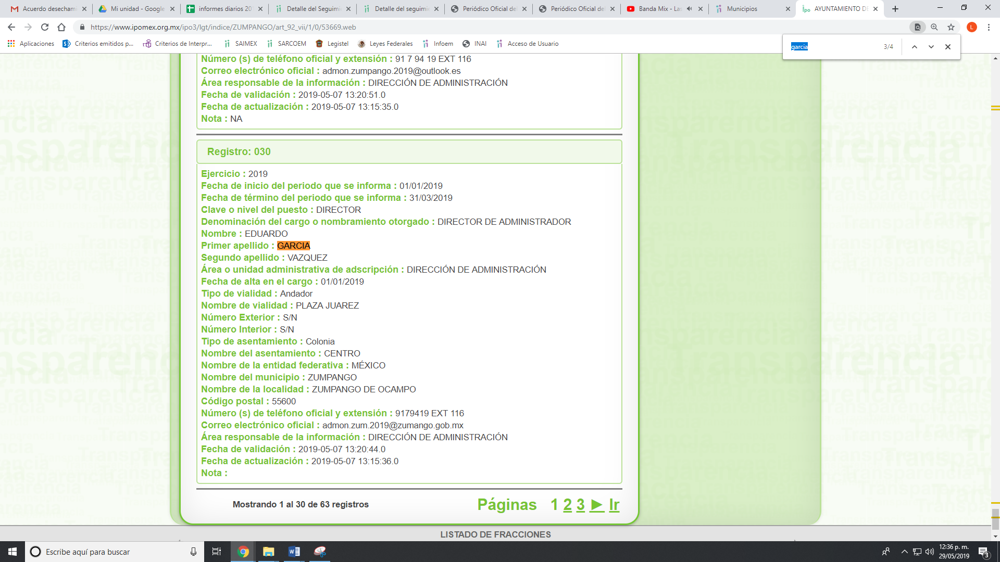 Acuerdo desecham
Mi unidad - Google
informes diarios 201
Detalle del Seguimie
Detalle del seguimie
Periódico Oficial del
Periódico Oficial del
Banda Mix - Las
Municipios
AYUNTAMIENTO DE
https://www.ipomex.org.mx/ipo3/lgt/indice/ZUMPANGO/art_92_vii/1/0/53669.web
L
Aplicaciones
Criterios emitidos p...
Criterios de Interpr...
SAIMEX
SARCOEM
Legistel
Leyes Federales
Infoem
INAI
Acceso de Usuario
garcia 3/4
Número (s) de teléfono oficial y extensión : 91 7 94 19 EXT 116
Correo electrónico oficial : admon.zumpango.2019@outlook.es
Área responsable de la información : DIRECCIÓN DE ADMINISTRACIÓN
Fecha de validación : 2019-05-07 13:20:51.0
Fecha de actualización : 2019-05-07 13:15:35.0
Nota : NA
Registro: 030
Ejercicio : 2019
Fecha de inicio del periodo que se informa : 01/01/2019
Fecha de término del periodo que se informa : 31/03/2019
Clave o nivel del puesto : DIRECTOR
Denominación del cargo o nombramiento otorgado : DIRECTOR DE ADMINISTRADOR
Nombre : EDUARDO
Primer apellido : GARCIA
Segundo apellido : VAZQUEZ
Área o unidad administrativa de adscripción : DIRECCIÓN DE ADMINISTRACIÓN
Fecha de alta en el cargo : 01/01/2019
Tipo de vialidad : Andador
Nombre de vialidad : PLAZA JUAREZ
Número Exterior : S/N
Número Interior : S/N
Tipo de asentamiento : Colonia
Nombre del asentamiento : CENTRO
Nombre de la entidad federativa : MÉXICO
Nombre del municipio : ZUMPANGO
Nombre de la localidad : ZUMPANGO DE OCAMPO
Código postal : 55600
Número (s) de teléfono oficial y extensión : 9179419 EXT 116
Correo electrónico oficial : admon.zum.2019@zumango.gob.mx
Área responsable de la información : DIRECCIÓN DE ADMINISTRACIÓN
Fecha de validación : 2019-05-07 13:20:44.0
Fecha de actualización : 2019-05-07 13:15:36.0
Nota :
Mostrando 1 al 30 de 63 registros
Páginas 1 2 3 ► Ir
LISTADO DE FRACCIONES
Escribe aquí para buscar
12:36 p. m.
29/05/2019
3